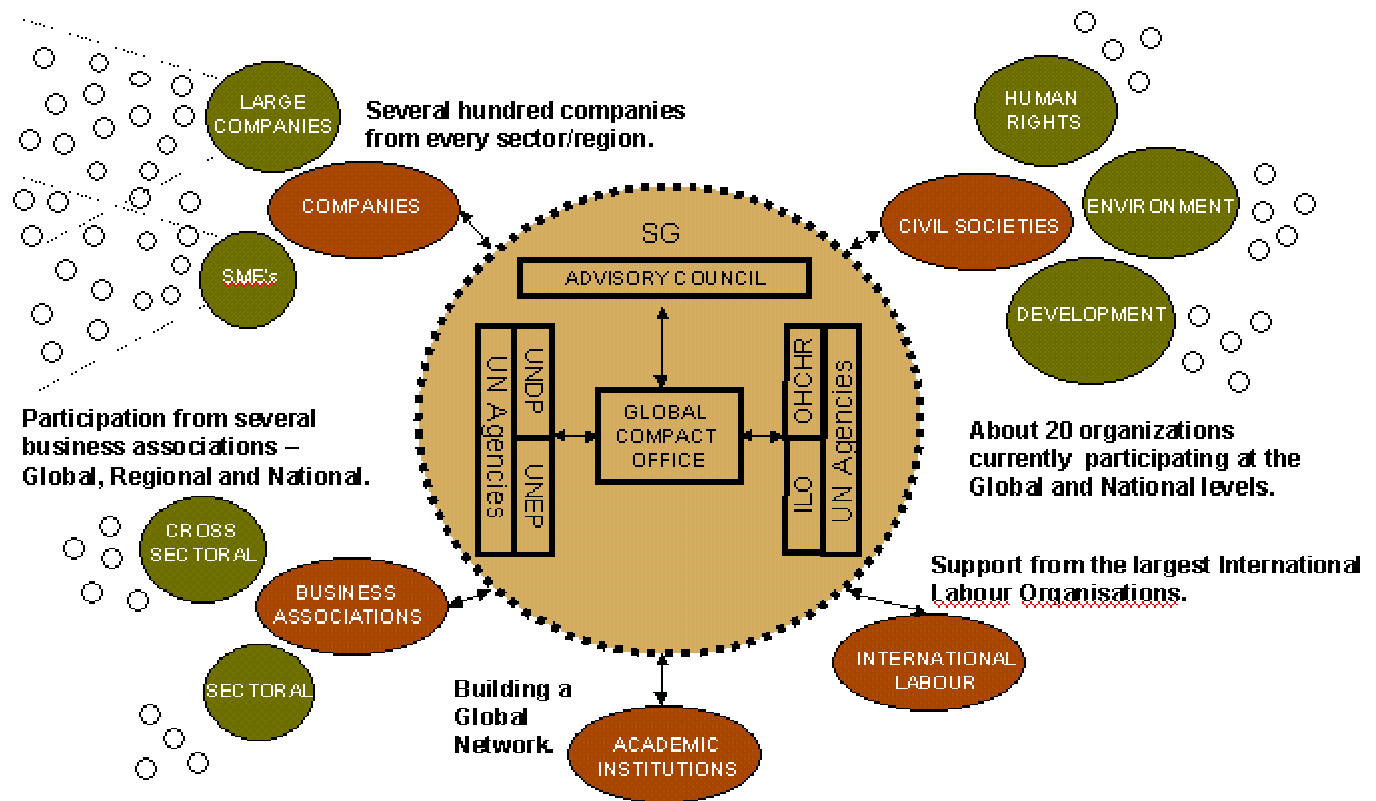 LARGE
COMPANIES
Several hundred companies
from every sector/region.
COMPANIES
SME's
HUMAN
RIGHTS
ENVIRONMENT
CIVIL SOCIETIES
DEVELOPMENT
SG
ADVISORY COUNCIL
UN Agencies
UNDP
UNEP
GLOBAL
COMPACT
OFFICE
OHCHR
ILO
UN Agencies
Participation from several
business associations –
Global, Regional and National.
About 20 organizations
currently participating at the
Global and National levels.
CROSS
SECTORAL
BUSINESS
ASSOCIATIONS
SECTORAL
Support from the largest International
Labour Organisations.
INTERNATIONAL
LABOUR
Building a
Global
Network.
ACADEMIC
INSTITUTIONS